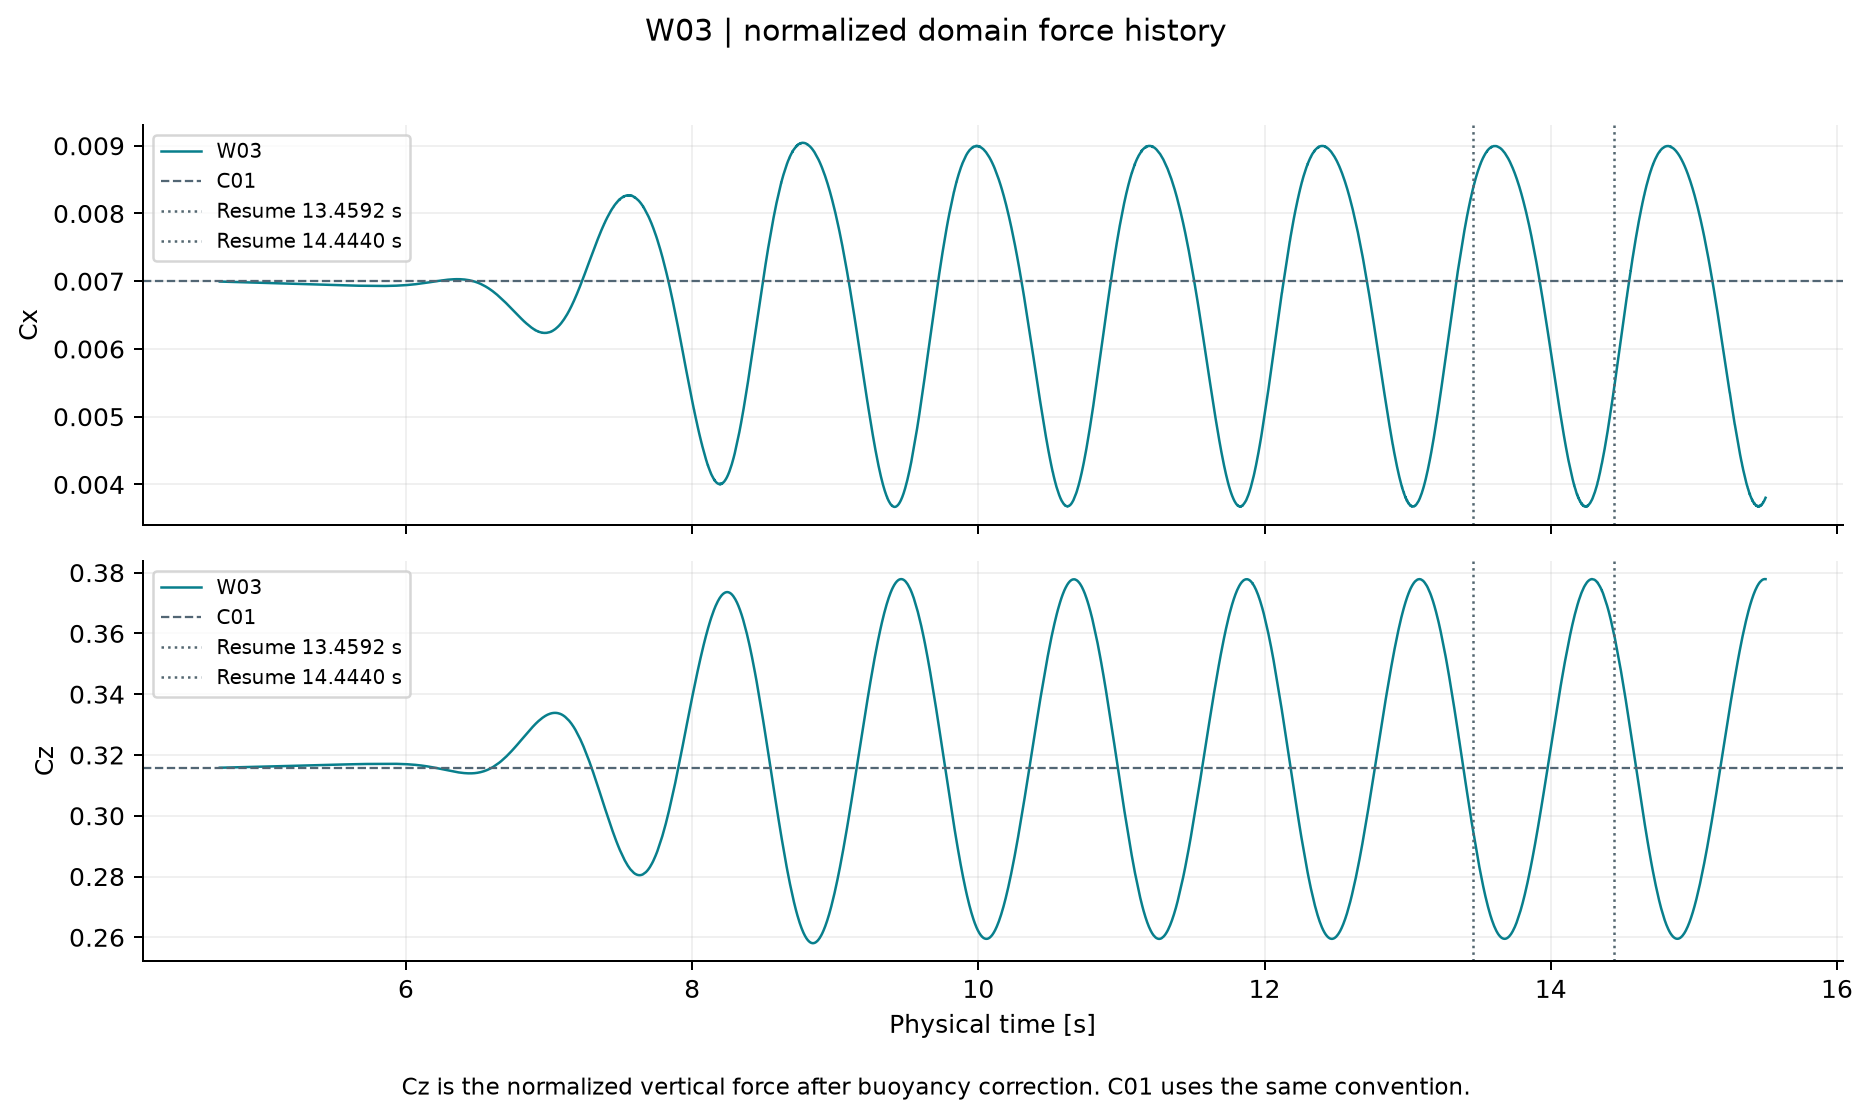 W03 | normalized domain force history
W03
C01
Resume 13.4592 s
Resume 14.4440 s
0.009
0.008
0.007
0.006
0.005
0.004
Cx
W03
C01
Resume 13.4592 s
Resume 14.4440 s
0.38
0.36
0.34
0.32
0.30
0.28
0.26
Cz
6 8 10 12 14 16
Physical time [s]
Cz is the normalized vertical force after buoyancy correction. C01 uses the same convention.